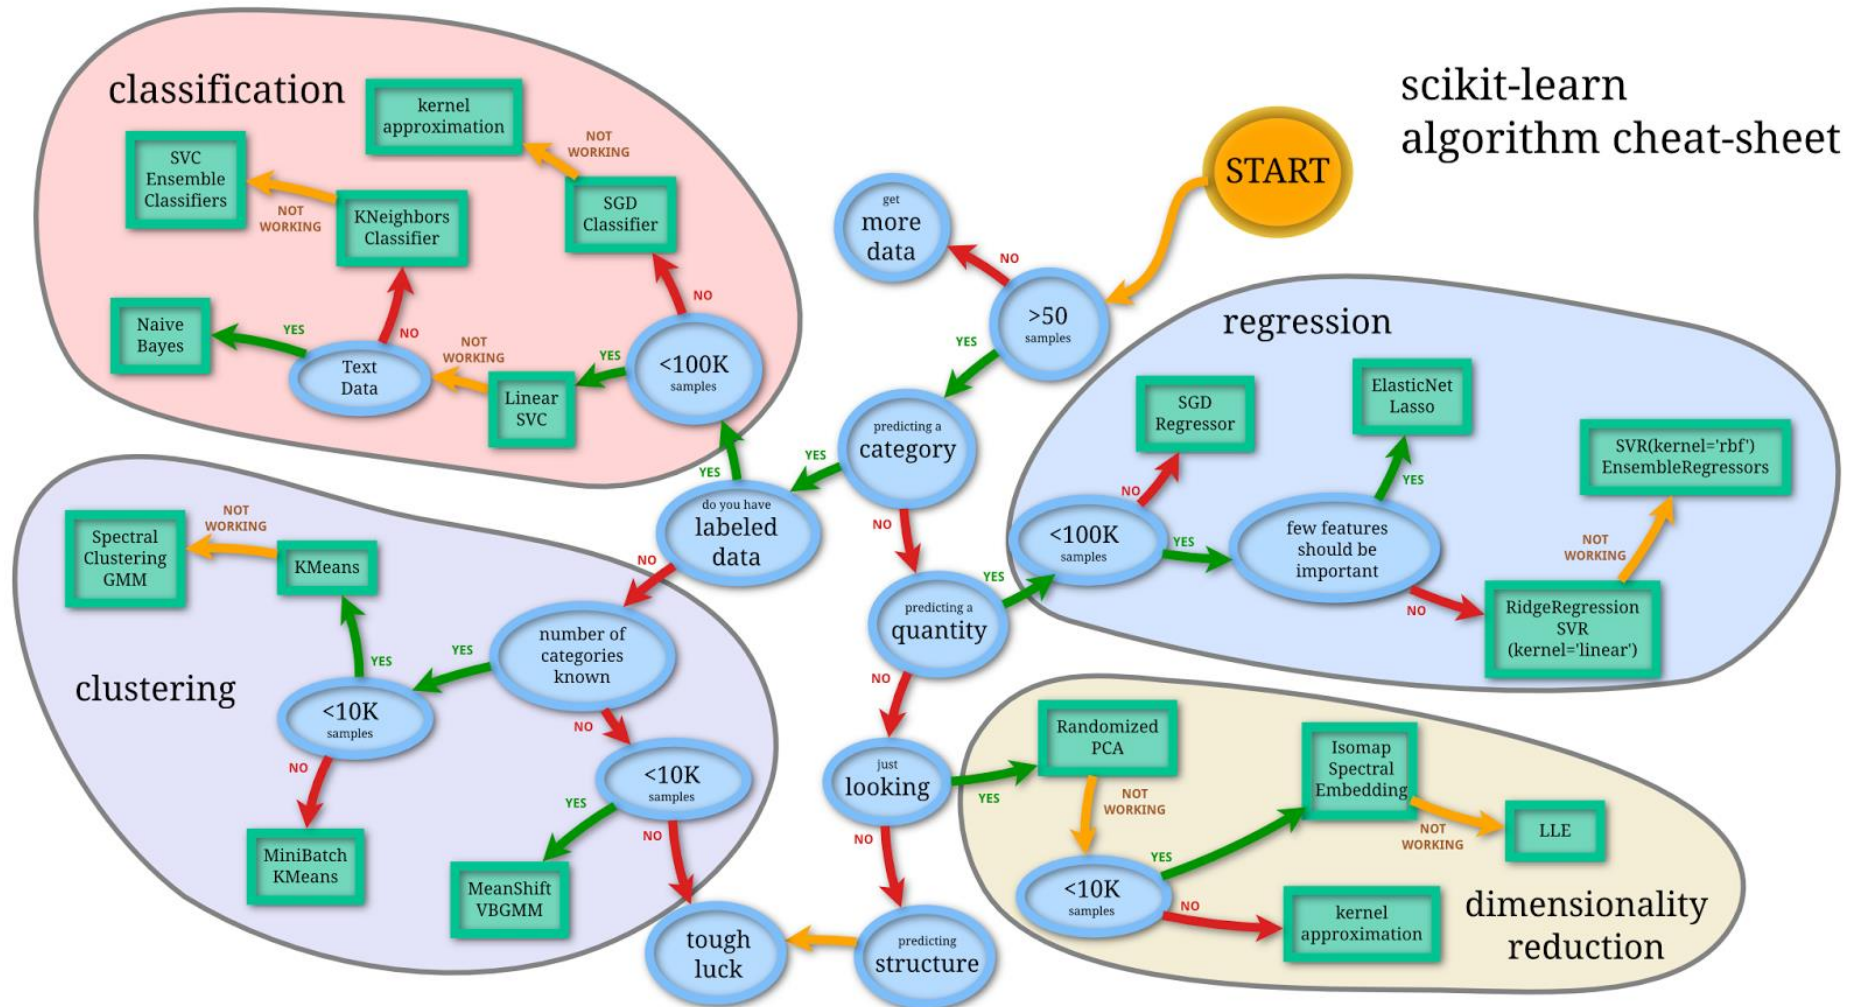 scikit-learn
algorithm cheat-sheet
START
>50
samples
NO
get
more
data
YES
predicting a
category
YES
do you have
labeled
data
YES
NO
NO
predicting a
quantity
YES
NO
just
looking
YES
NO
predicting
structure
tough
luck
classification
<100K
samples
NO
SGD
Classifier
NOT
WORKING
kernel
approximation
YES
Linear
SVC
NOT
WORKING
Text
Data
YES
Naive
Bayes
NO
KNeighbors
Classifier
NOT
WORKING
SVC
Ensemble
Classifiers
clustering
number of
categories
known
YES
<10K
samples
YES
KMeans
NOT
WORKING
Spectral
Clustering
GMM
NO
MiniBatch
KMeans
NO
<10K
samples
YES
MeanShift
VBGMM
NO
regression
<100K
samples
NO
SGD
Regressor
YES
few features
should be
important
YES
ElasticNet
Lasso
NO
RidgeRegression
SVR
(kernel='linear')
NOT
WORKING
SVR(kernel='rbf')
EnsembleRegressors
dimensionality
reduction
Randomized
PCA
NOT
WORKING
<10K
samples
YES
Isomap
Spectral
Embedding
NOT
WORKING
LLE
NO
kernel
approximation